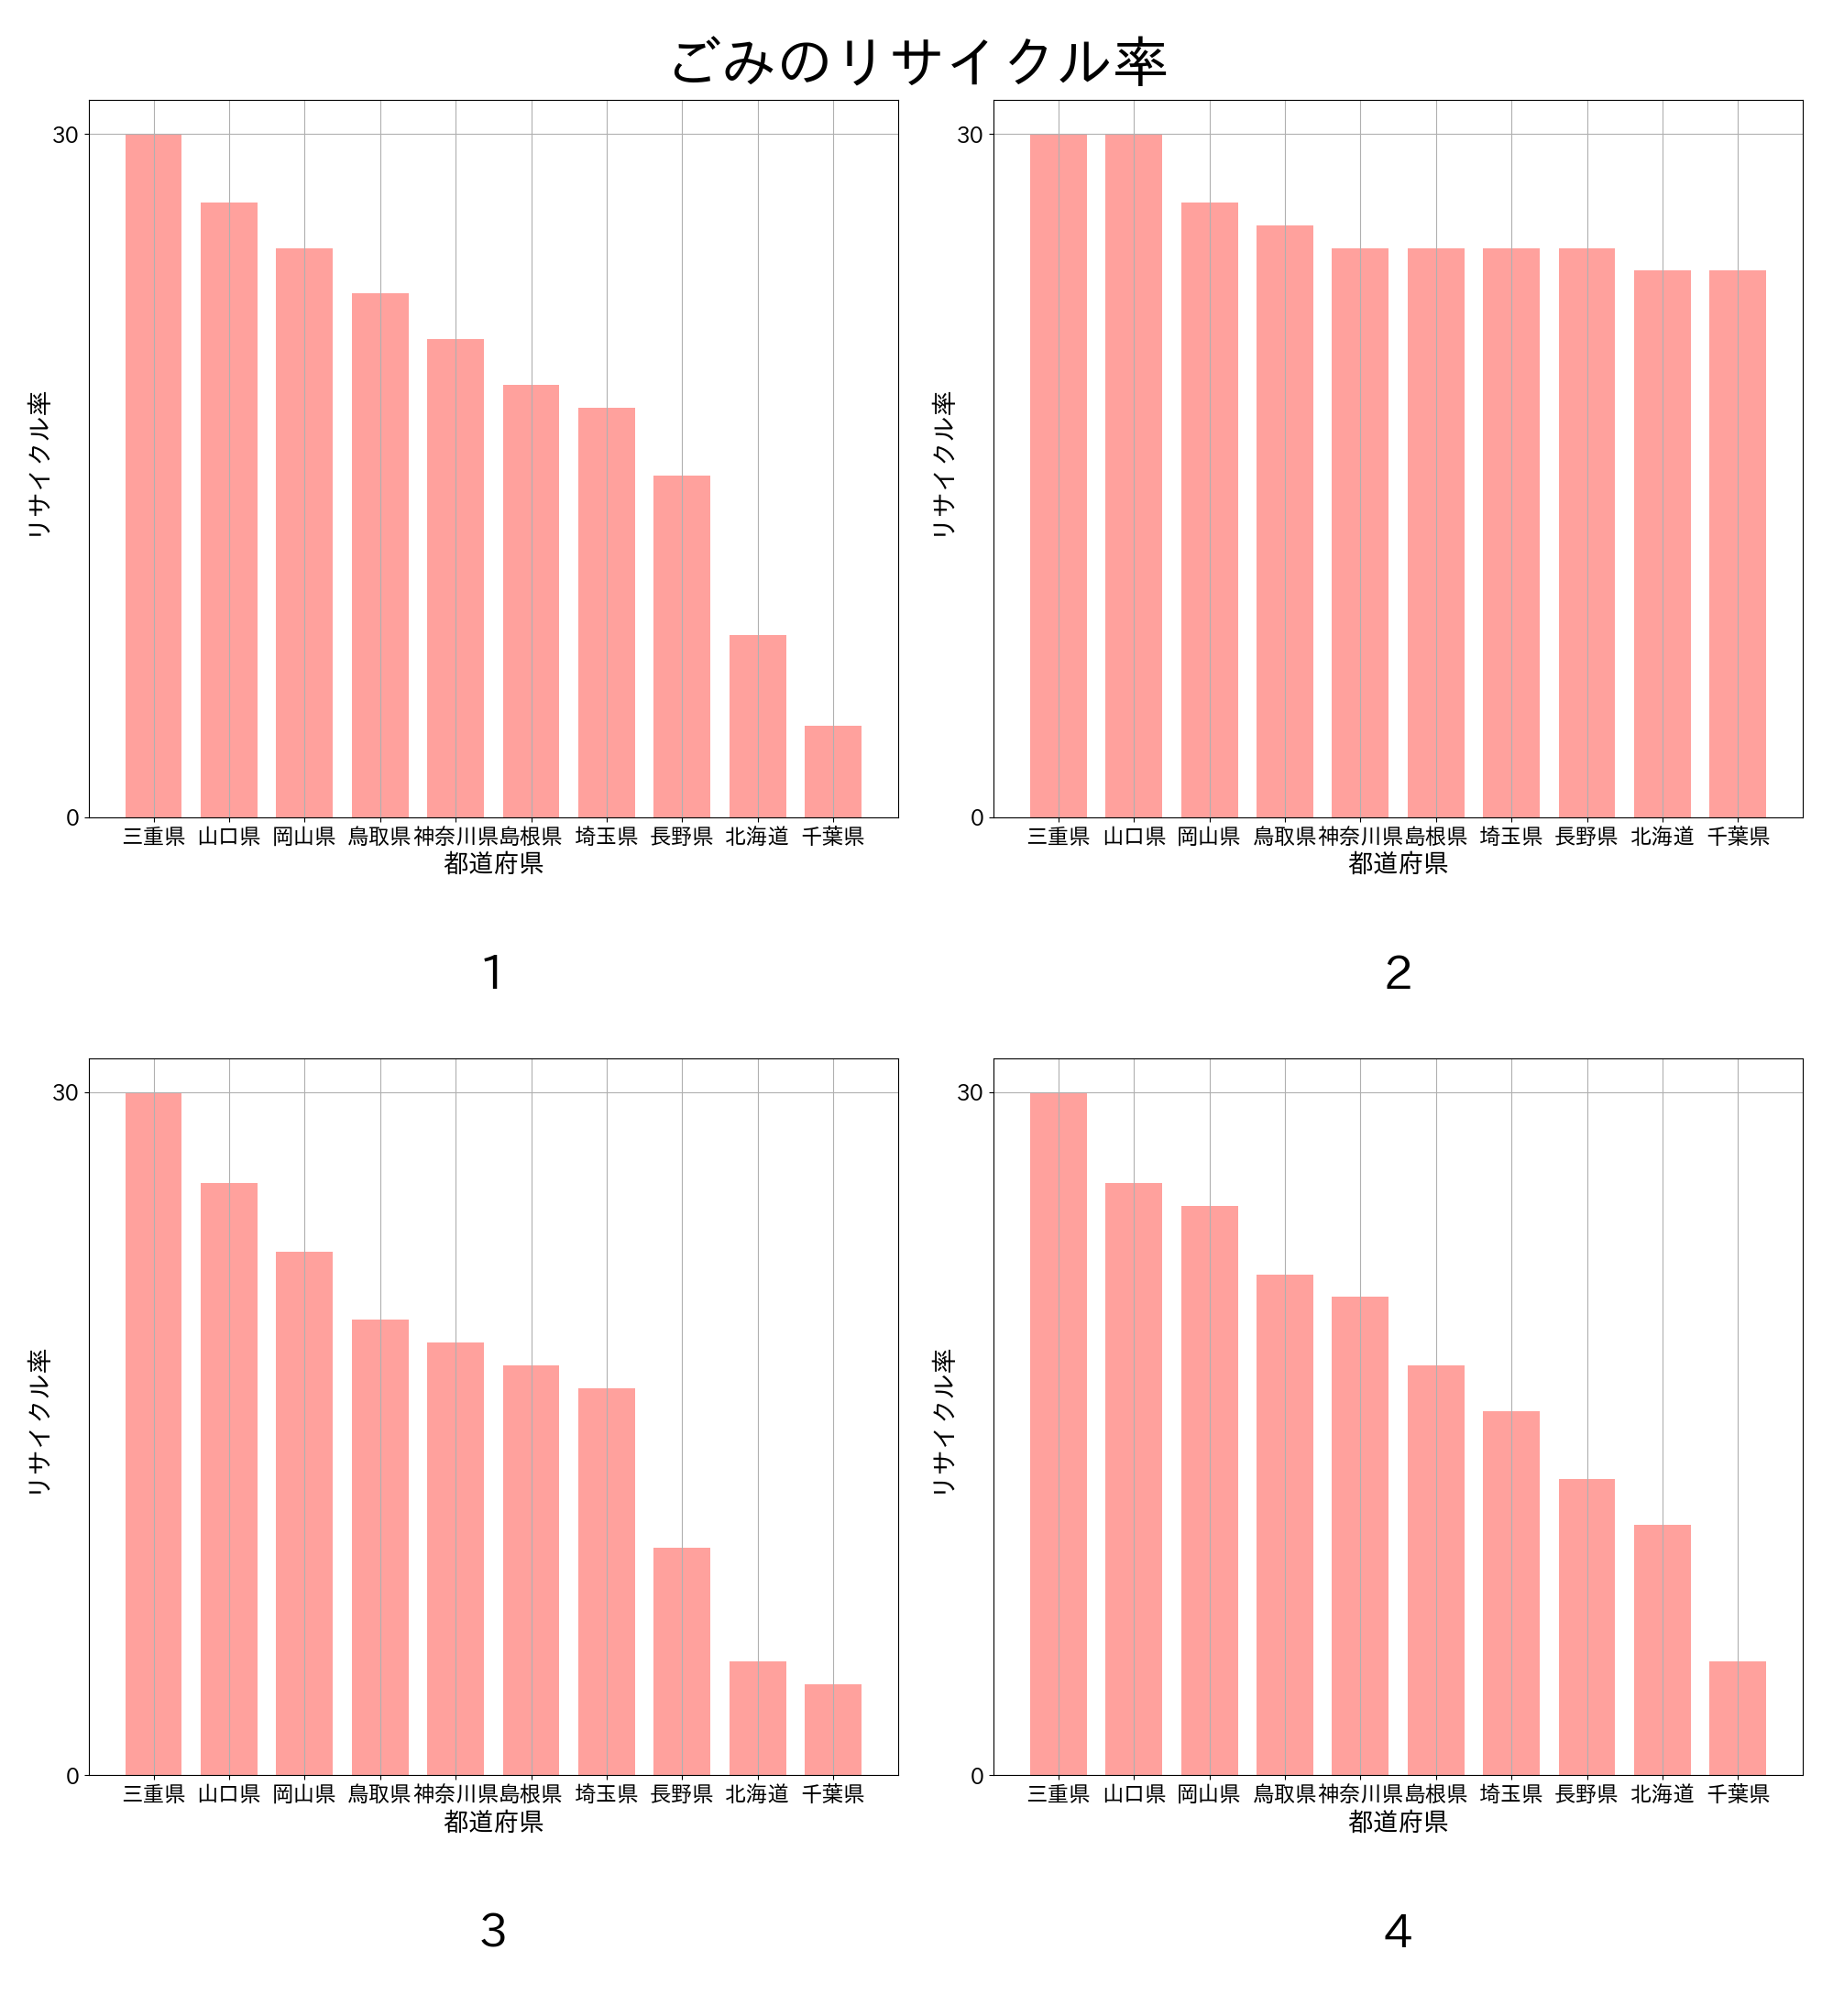 ごみのリサイクル率
30
0
リサイクル率
三重県 山口県 岡山県 鳥取県 神奈川県 島根県 埼玉県 長野県 北海道 千葉県
都道府県
1
30
0
リサイクル率
三重県 山口県 岡山県 鳥取県 神奈川県 島根県 埼玉県 長野県 北海道 千葉県
都道府県
2
30
0
リサイクル率
三重県 山口県 岡山県 鳥取県 神奈川県 島根県 埼玉県 長野県 北海道 千葉県
都道府県
3
30
0
リサイクル率
三重県 山口県 岡山県 鳥取県 神奈川県 島根県 埼玉県 長野県 北海道 千葉県
都道府県
4